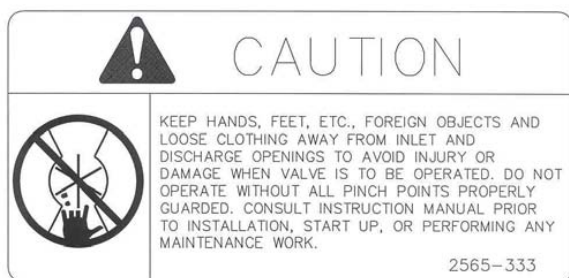 CAUTION
KEEP HANDS, FEET, ETC., FOREIGN OBJECTS AND
LOOSE CLOTHING AWAY FROM INLET AND
DISCHARGE OPENINGS TO AVOID INJURY OR
DAMAGE WHEN VALVE IS TO BE OPERATED. DO NOT
OPERATE WITHOUT ALL PINCH POINTS PROPERLY
GUARDED. CONSULT INSTRUCTION MANUAL PRIOR
TO INSTALLATION, START UP, OR PERFORMING ANY
MAINTENANCE WORK.
2565-333